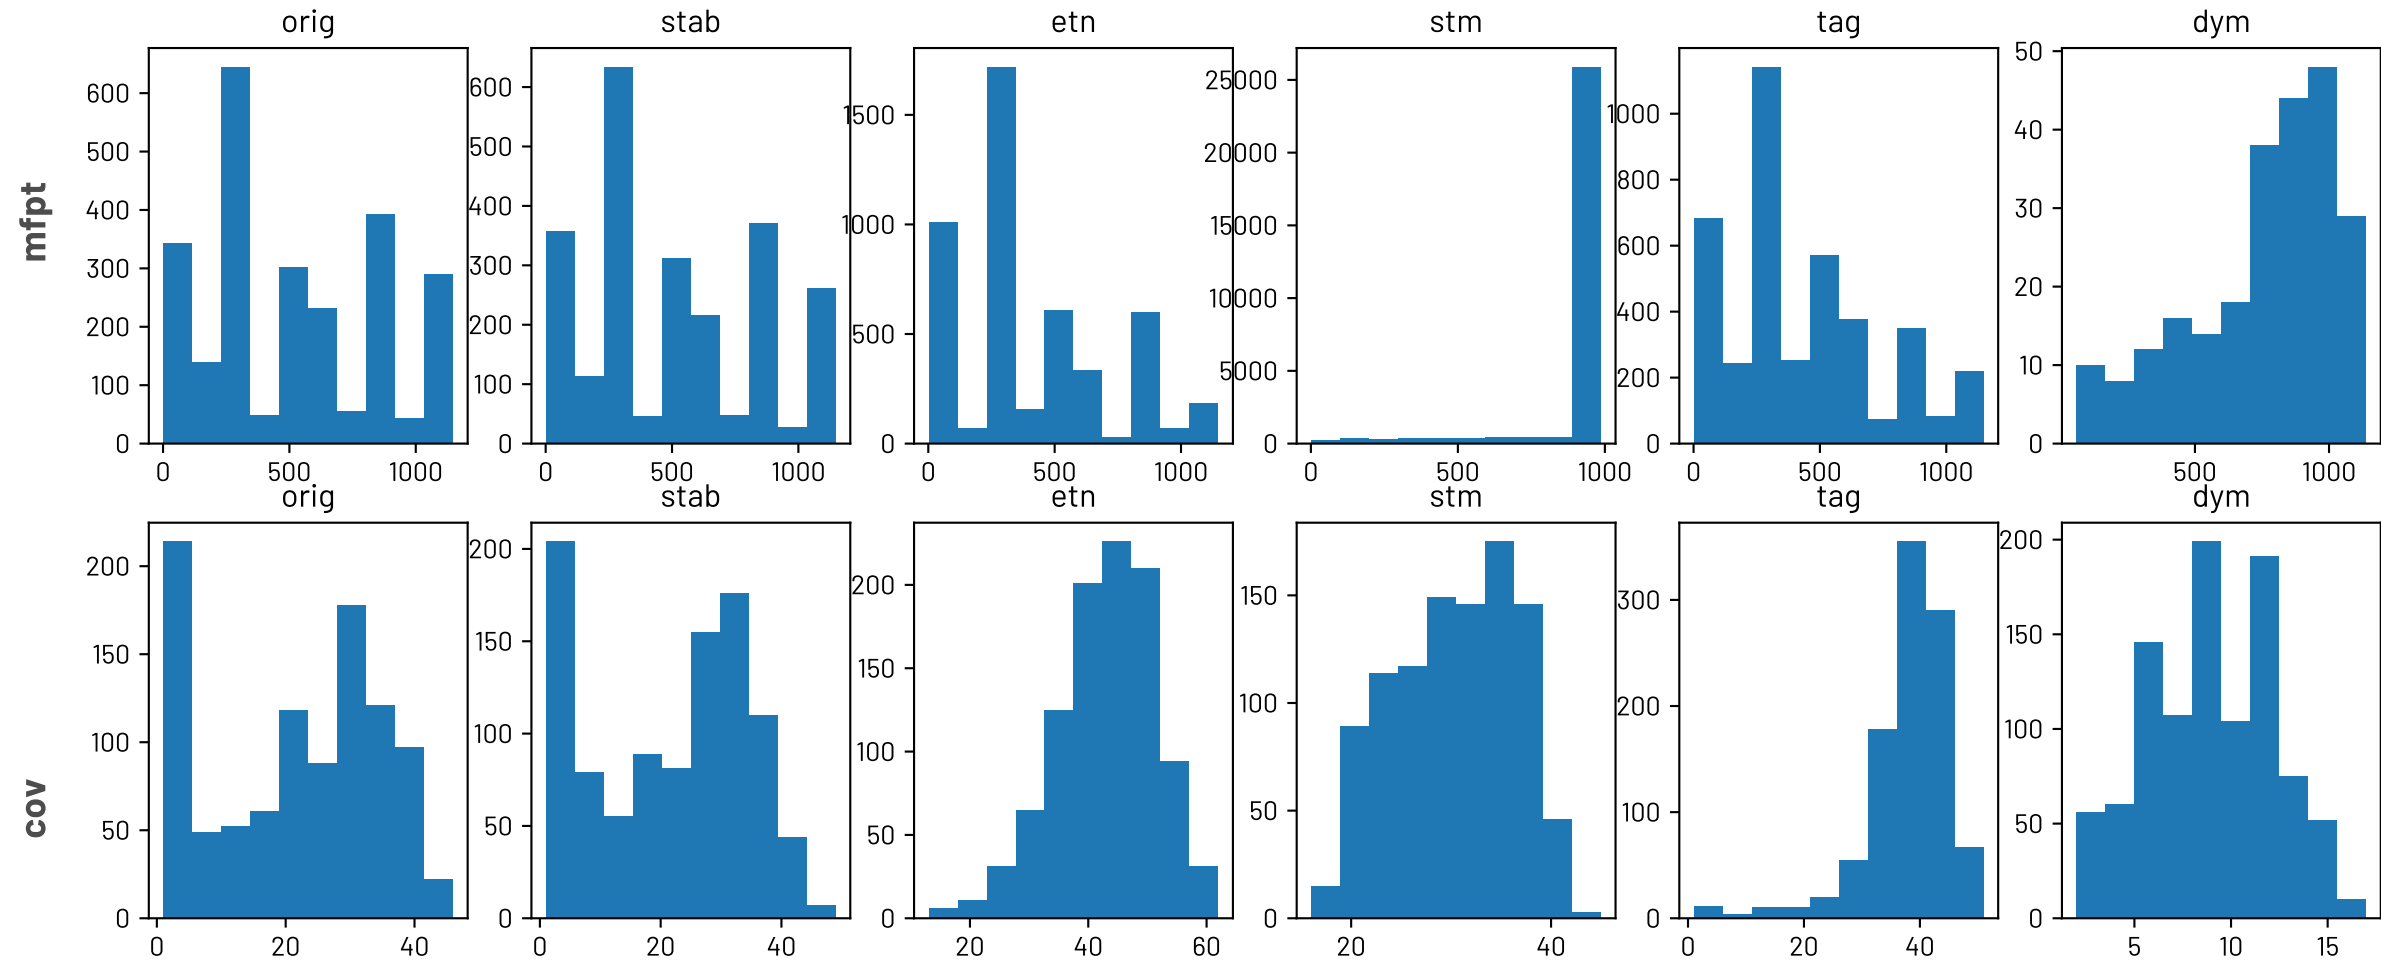 orig stab etn stm tag dym
mfpt
600 500 400 300 200 100 0
0 500 1000
600 500 400 300 200 100 0
0 500 1000
1500 1000 500 0
0 500 1000
25000 20000 15000 10000 5000 0
0 500 1000
1000 800 600 400 200 0
0 500 1000
50 40 30 20 10 0
500 1000
orig stab etn stm tag dym
cov
200 150 100 50 0
0 20 40
200 150 100 50 0
0 20 40
200 150 100 50 0
20 40 60
150 100 50 0
20 40
300 200 100 0
0 20 40
200 150 100 50 0
5 10 15